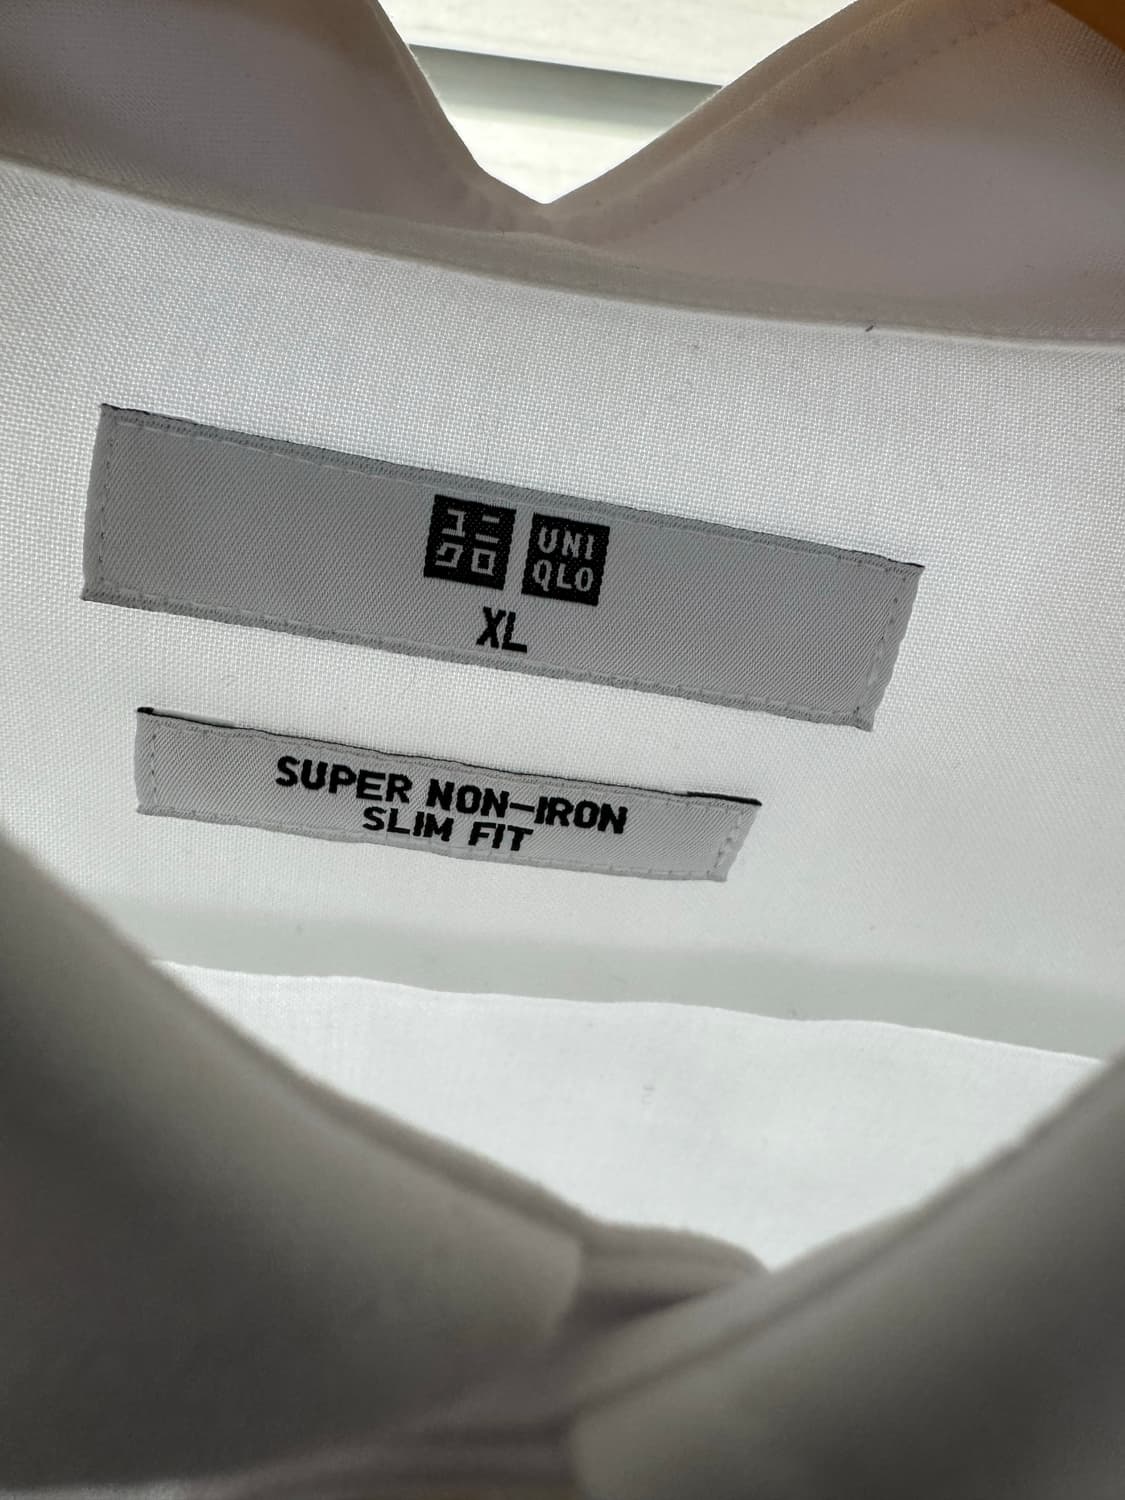 ユニ
クロ
UNI
QLO
XL
SUPER NON-IRON
SLIM FIT